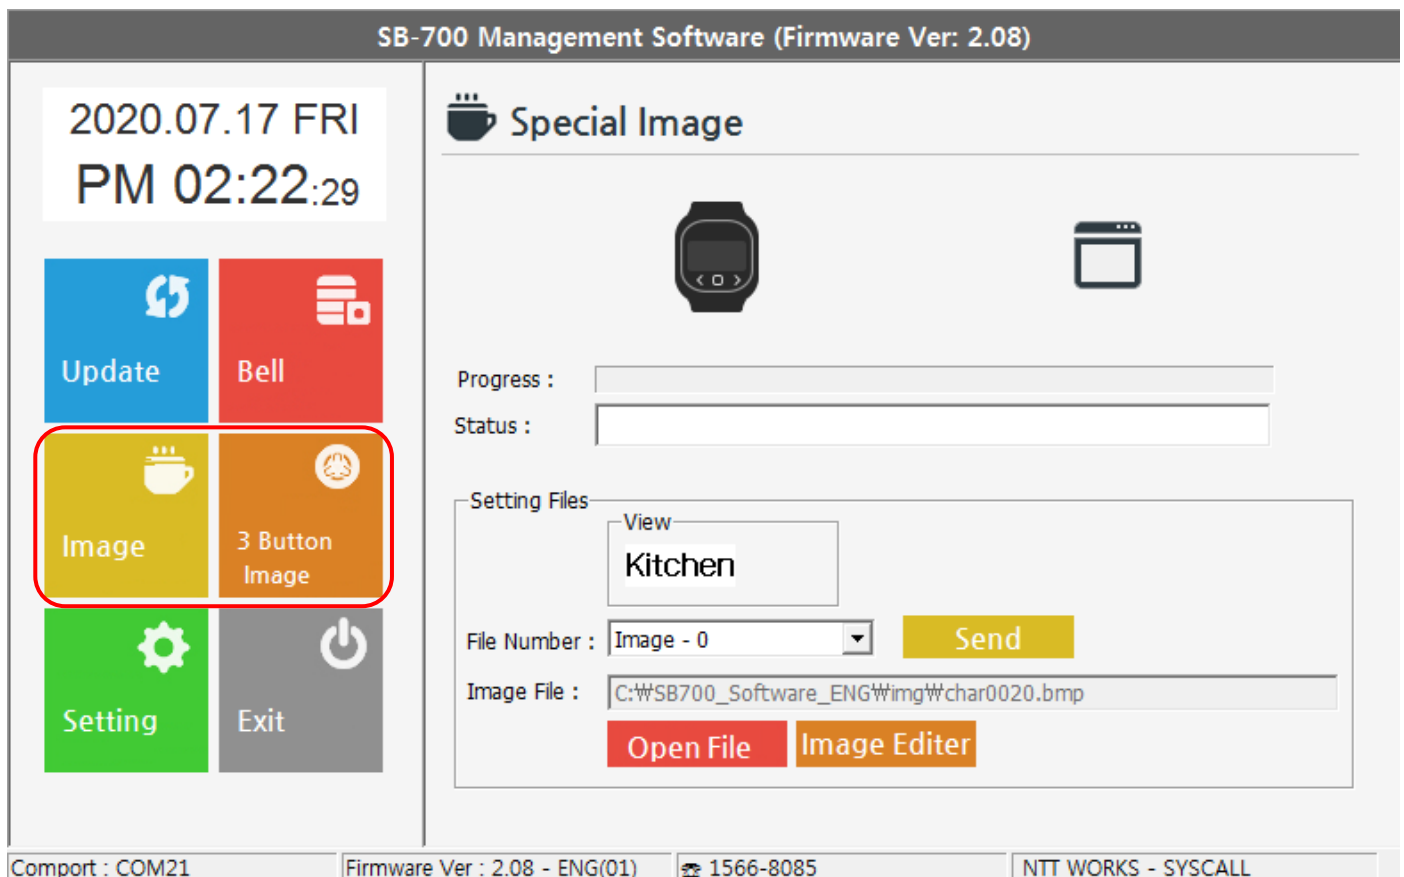 SB-700 Management Software (Firmware Ver: 2.08)
2020.07.17 FRI
PM 02:22:29
Update
Bell
Image
3 Button
Image
Setting
Exit
Special Image
Progress :
Status :
Setting Files
View
Kitchen
File Number : Image - 0
Send
Image File : C:₩SB700_Software_ENG₩img₩char0020.bmp
Open File
Image Editer
Comport : COM21
Firmware Ver : 2.08 - ENG(01)
☎ 1566-8085
NTT WORKS - SYSCALL